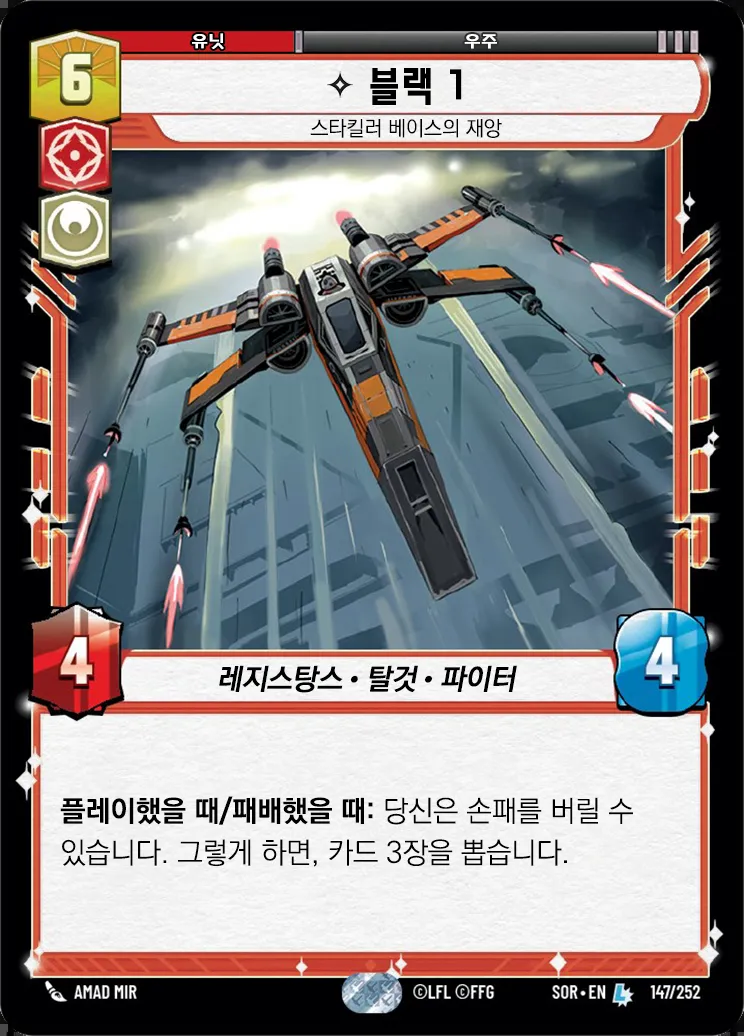 유닛
우주
6
블랙 1
스타킬러 베이스의 재앙
4
레지스탕스 • 탈것 • 파이터
4
플레이했을 때/패배했을 때: 당신은 손패를 버릴 수
있습니다. 그렇게 하면, 카드 3장을 뽑습니다.
AMAD MIR
©LFL ©FFG
SOR • EN
L
147/252